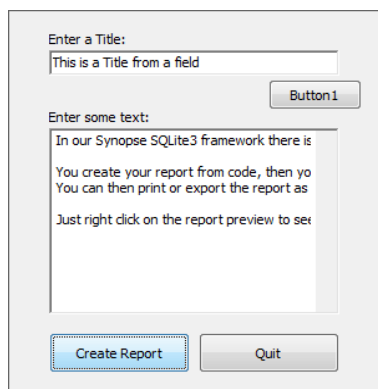 Enter a Title:
This is a Title from a field
Button1
Enter some text:
In our Synopse SQLite3 framework there is
You create your report from code, then yo
You can then print or export the report as
Just right click on the report preview to see
Create Report
Quit